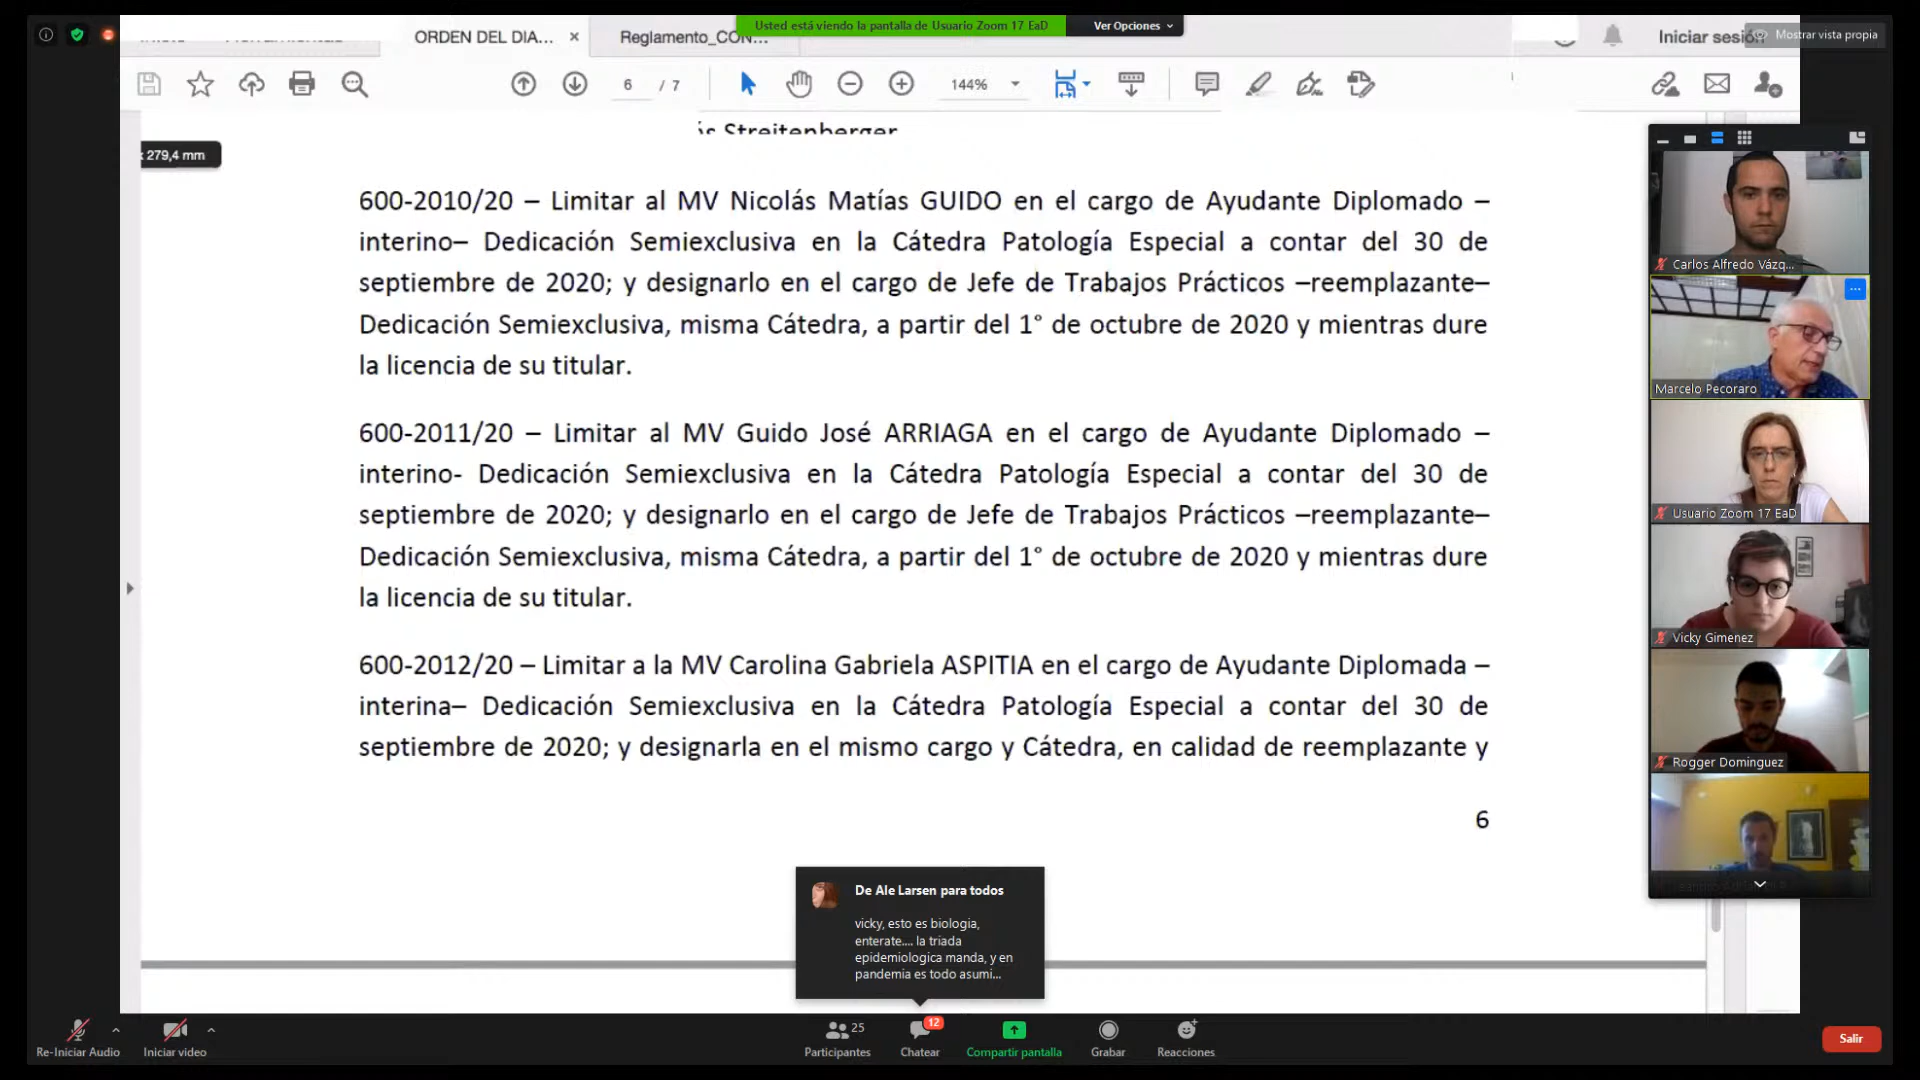 Usted está viendo la pantalla de Usuario Zoom 17 EaD
Ver Opciones
Mostrar vista propia
ORDEN DEL DIA... ×
Reglamento_CON...
Iniciar sesión
6 / 7
144%
279,4 mm
Streitenberger
600-2010/20 – Limitar al MV Nicolás Matías GUIDO en el cargo de Ayudante Diplomado –
interino– Dedicación Semiexclusiva en la Cátedra Patología Especial a contar del 30 de
septiembre de 2020; y designarlo en el cargo de Jefe de Trabajos Prácticos –reemplazante–
Dedicación Semiexclusiva, misma Cátedra, a partir del 1° de octubre de 2020 y mientras dure
la licencia de su titular.
600-2011/20 – Limitar al MV Guido José ARRIAGA en el cargo de Ayudante Diplomado –
interino- Dedicación Semiexclusiva en la Cátedra Patología Especial a contar del 30 de
septiembre de 2020; y designarlo en el cargo de Jefe de Trabajos Prácticos –reemplazante–
Dedicación Semiexclusiva, misma Cátedra, a partir del 1° de octubre de 2020 y mientras dure
la licencia de su titular.
600-2012/20 – Limitar a la MV Carolina Gabriela ASPITIA en el cargo de Ayudante Diplomada –
interina– Dedicación Semiexclusiva en la Cátedra Patología Especial a contar del 30 de
septiembre de 2020; y designarla en el mismo cargo y Cátedra, en calidad de reemplazante y
6
Carlos Alfredo Vázq...
Marcelo Pecoraro
Usuario Zoom 17 EaD
Vicky Gimenez
Rogger Dominguez
De Ale Larsen para todos
vicky, esto es biologia,
enterate.... la triada
epidemiologica manda, y en
pandemia es todo asumi...
Re-Iniciar Audio
Iniciar video
25
Participantes
12
Chatear
Compartir pantalla
Grabar
Reacciones
Salir